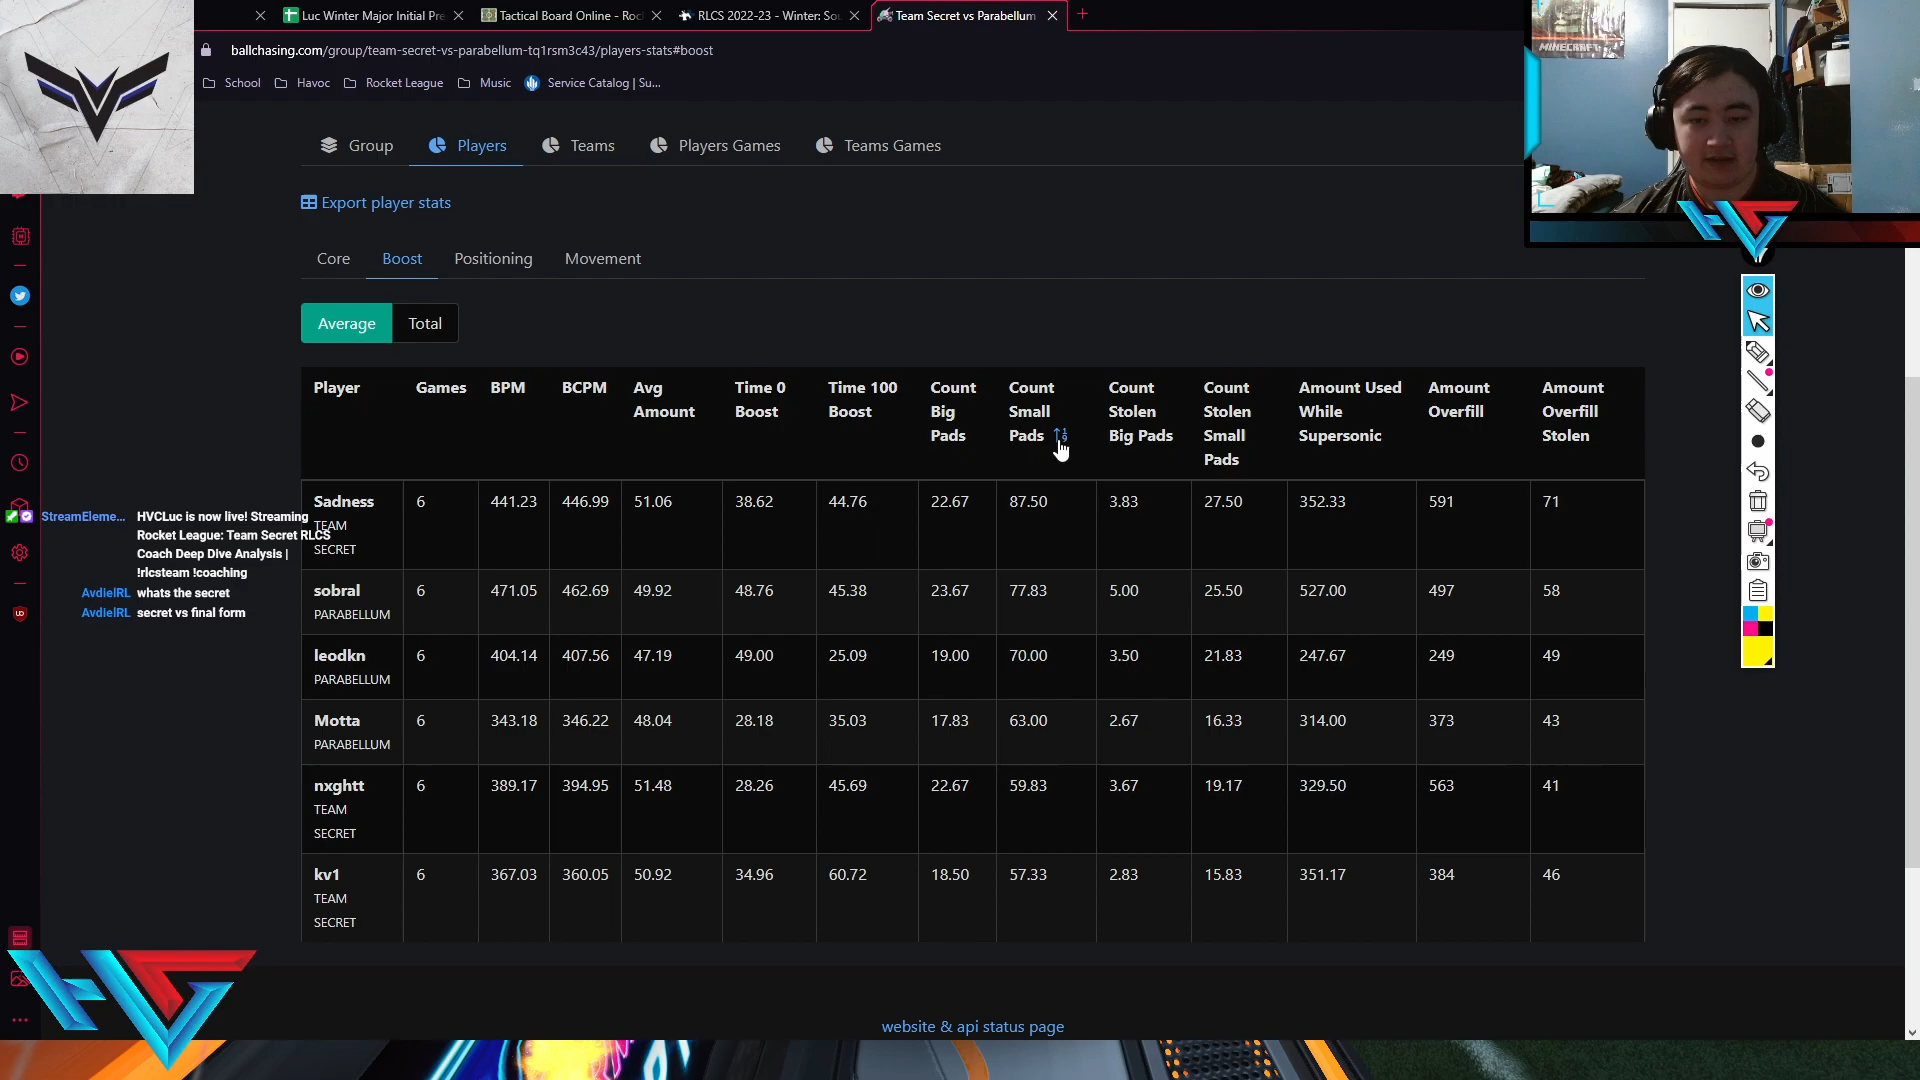 Luc Winter Major Initial Pre
Tactical Board Online - Roc
RLCS 2022-23 - Winter: Sou
Team Secret vs Parabellum
ballchasing.com/group/team-secret-vs-parabellum-tq1rsm3c43/players-stats#boost
School Havoc Rocket League Music Service Catalog | Su...
MINECRAFT
Group Players Teams Players Games Teams Games
Export player stats
Core Boost Positioning Movement
Average Total
Player Games BPM BCPM Avg Amount Time 0 Boost Time 100 Boost Count Big Pads Count Small Pads Count Stolen Big Pads Count Stolen Small Pads Amount Used While Supersonic Amount Overfill Amount Overfill Stolen
Sadness TEAM SECRET 6 441.23 446.99 51.06 38.62 44.76 22.67 87.50 3.83 27.50 352.33 591 71
sobral PARABELLUM 6 471.05 462.69 49.92 48.76 45.38 23.67 77.83 5.00 25.50 527.00 497 58
leodkn PARABELLUM 6 404.14 407.56 47.19 49.00 25.09 19.00 70.00 3.50 21.83 247.67 249 49
Motta PARABELLUM 6 343.18 346.22 48.04 28.18 35.03 17.83 63.00 2.67 16.33 314.00 373 43
nxghtt TEAM SECRET 6 389.17 394.95 51.48 28.26 45.69 22.67 59.83 3.67 19.17 329.50 563 41
kv1 TEAM SECRET 6 367.03 360.05 50.92 34.96 60.72 18.50 57.33 2.83 15.83 351.17 384 46
StreamEleme... HVCLuc is now live! Streaming
Rocket League: Team Secret RLCS
Coach Deep Dive Analysis |
!rlcsteam !coaching
AvdielRL whats the secret
AvdielRL secret vs final form
website & api status page